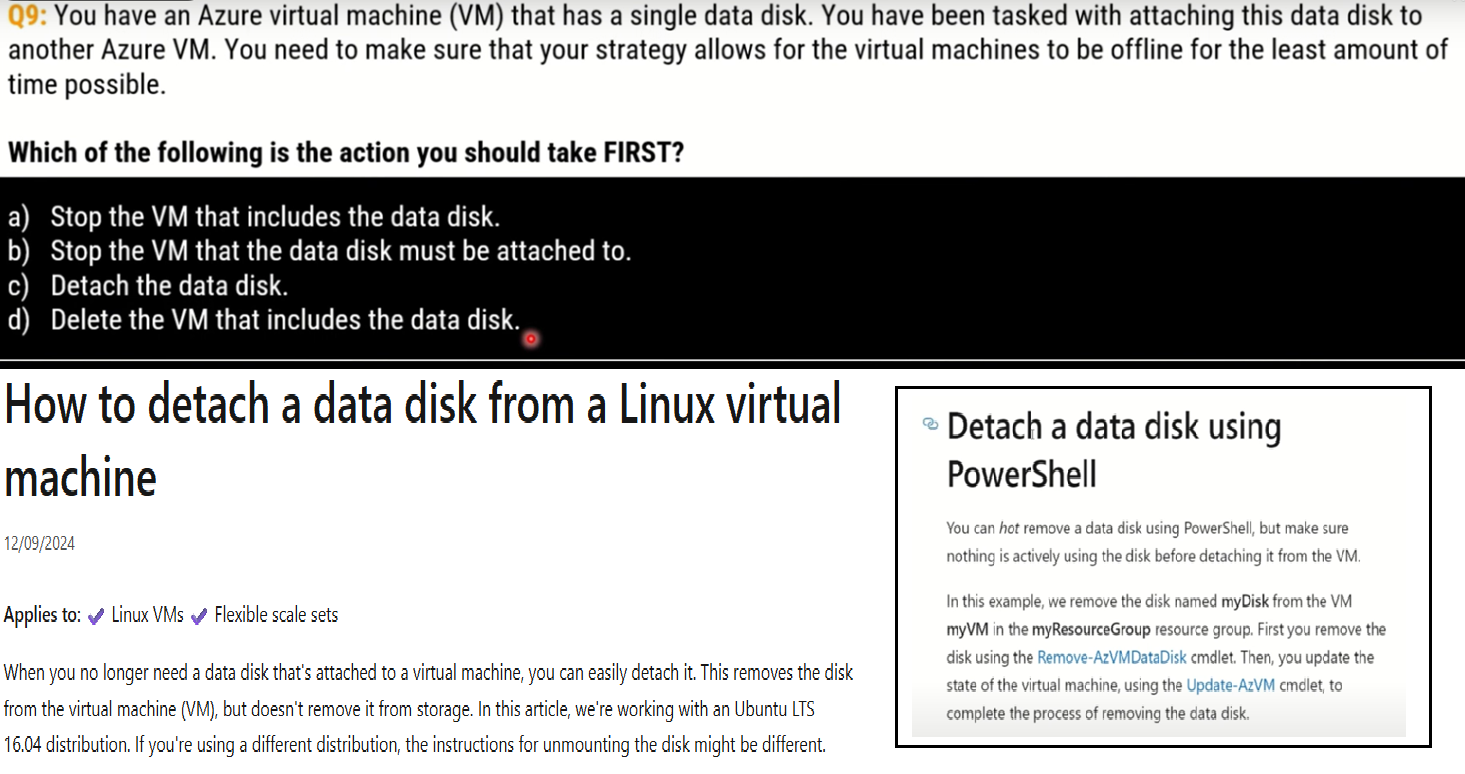 Q9: You have an Azure virtual machine (VM) that has a single data disk. You have been tasked with attaching this data disk to
another Azure VM. You need to make sure that your strategy allows for the virtual machines to be offline for the least amount of
time possible.
Which of the following is the action you should take FIRST?
a) Stop the VM that includes the data disk.
b) Stop the VM that the data disk must be attached to.
c) Detach the data disk.
d) Delete the VM that includes the data disk.
How to detach a data disk from a Linux virtual
machine
12/09/2024
Applies to: ✔ Linux VMs ✔ Flexible scale sets
When you no longer need a data disk that's attached to a virtual machine, you can easily detach it. This removes the disk
from the virtual machine (VM), but doesn't remove it from storage. In this article, we're working with an Ubuntu LTS
16.04 distribution. If you're using a different distribution, the instructions for unmounting the disk might be different.
Detach a data disk using
PowerShell
You can hot remove a data disk using PowerShell, but make sure
nothing is actively using the disk before detaching it from the VM.
In this example, we remove the disk named myDisk from the VM
myVM in the myResourceGroup resource group. First you remove the
disk using the Remove-AzVMDataDisk cmdlet. Then, you update the
state of the virtual machine, using the Update-AzVM cmdlet, to
complete the process of removing the data disk.